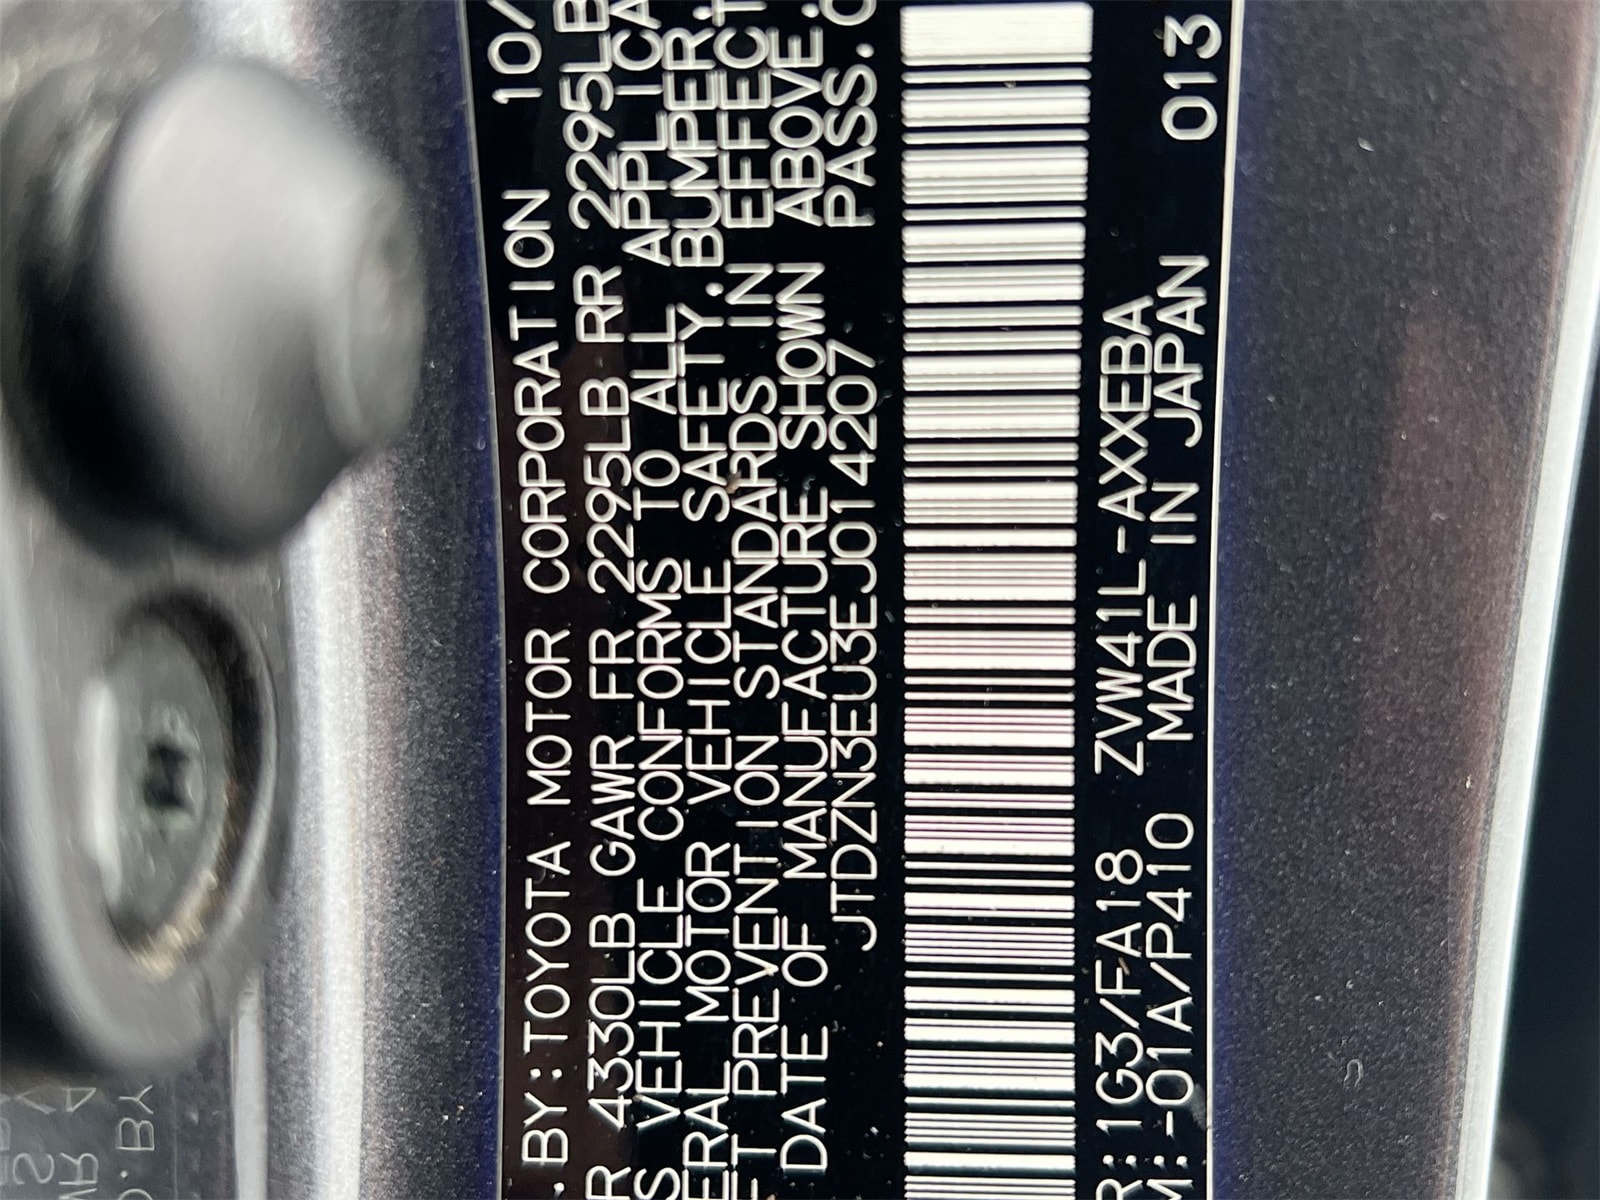 .BY:TOYOTA MOTOR CORPORATION 10/
R 4330LB GAWR FR 2295LB RR 2295LB
S VEHICLE CONFORMS TO ALL APPLICA
ERAL MOTOR VEHICLE SAFETY,BUMPER,
ET PREVENTION STANDARDS IN EFFECT
DATE OF MANUFACTURE SHOWN ABOVE.
JTDZN3EU3EJ014207 PASS.C
R:1G3/FA18 ZVW41L-AXXEBA
M:-01A/P410 MADE IN JAPAN 013